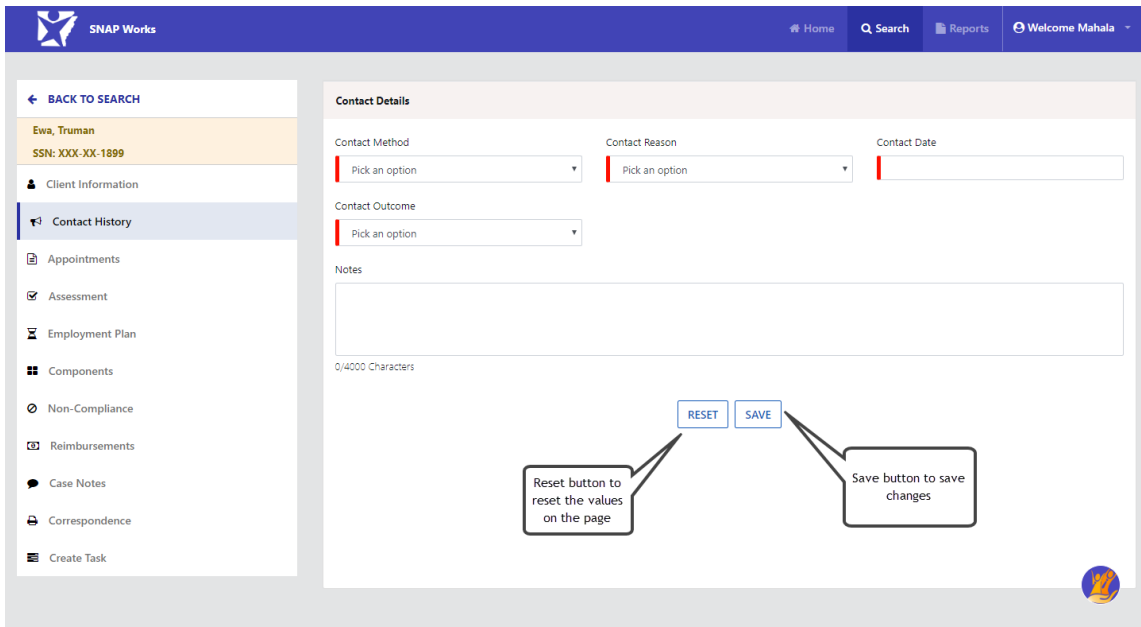 SNAP Works
Home
Search
Reports
Welcome Mahala
BACK TO SEARCH
Ewa, Truman
SSN: XXX-XX-1899
Client Information
Contact History
Appointments
Assessment
Employment Plan
Components
Non-Compliance
Reimbursements
Case Notes
Correspondence
Create Task
Contact Details
Contact Method
Contact Reason
Contact Date
Pick an option
Pick an option
Contact Outcome
Pick an option
Notes
0/4000 Characters
RESET
SAVE
Reset button to
reset the values
on the page
Save button to save
changes